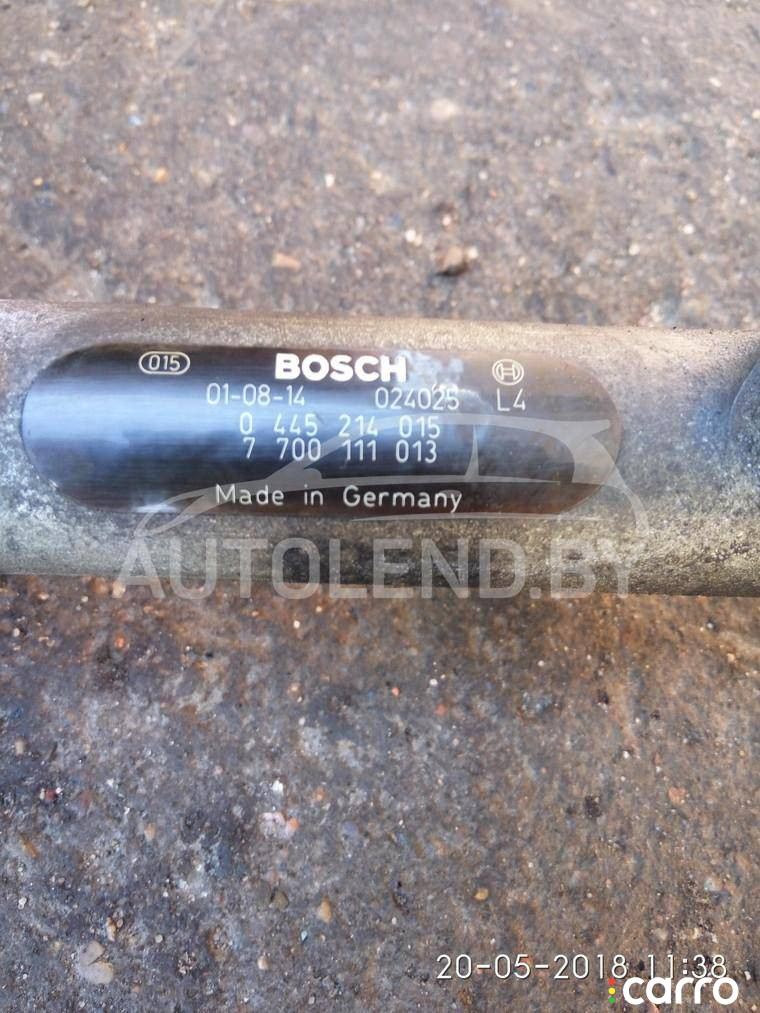 015 BOSCH
01-08-14 024025 L4
0 445 214 015
7 700 111 013
Made in Germany
AUTOLEND.BY
20-05-2018 11:38
carro